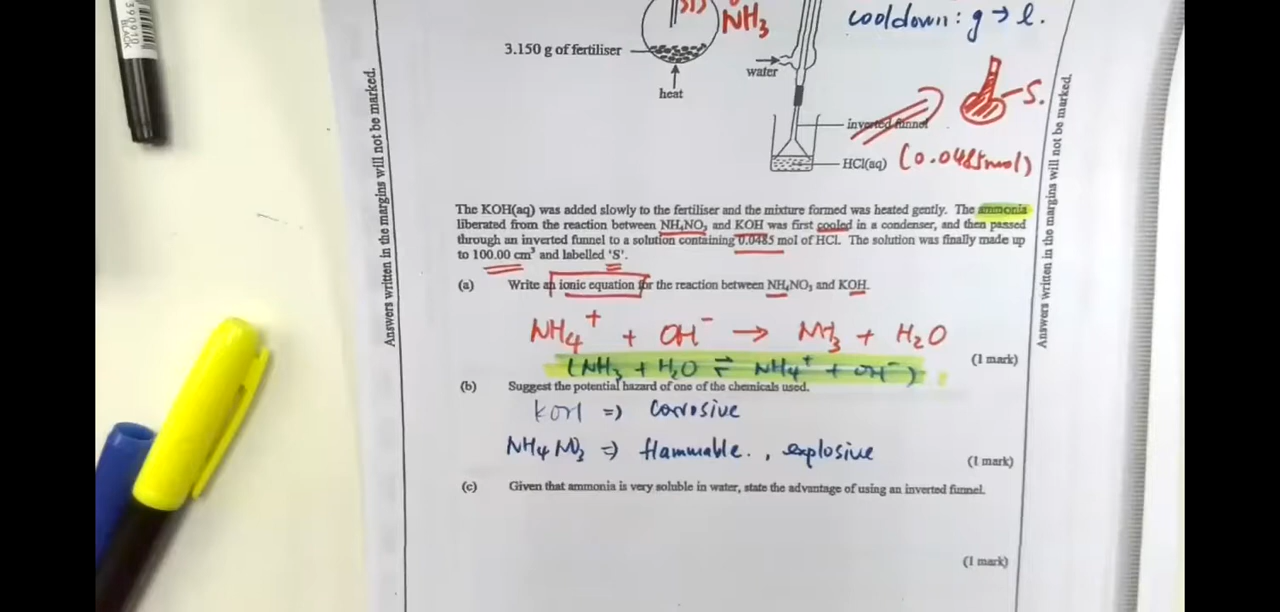 390010
BLACK
NH3
cooldown: g → l.
3.150 g of fertiliser
water
heat
S.
inverted funnel
HCl(aq) (0.0485mol)
Answers written in the margins will not be marked.
Answers written in the margins will not be marked.
The KOH(aq) was added slowly to the fertiliser and the mixture formed was heated gently. The ammonia
liberated from the reaction between NH₄NO₃ and KOH was first cooled in a condenser, and then passed
through an inverted funnel to a solution containing 0.0485 mol of HCl. The solution was finally made up
to 100.00 cm³ and labelled 'S'.
(a) Write an ionic equation for the reaction between NH₄NO₃ and KOH.
NH4⁺ + OH⁻ → NH3 + H2O
(1 mark)
(NH3 + H2O ⇌ NH4⁺ + OH⁻)
(b) Suggest the potential hazard of one of the chemicals used.
KOH ⇒ Corrosive
NH4NO3 ⇒ flammable. , explosive
(1 mark)
(c) Given that ammonia is very soluble in water, state the advantage of using an inverted funnel.
(1 mark)